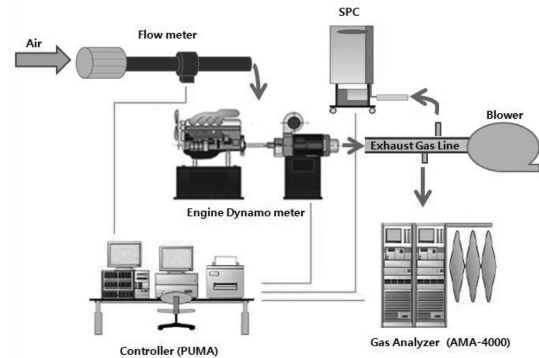 SPC
Flow meter
Air
Blower
Exhaust Gas Line
Engine Dynamo meter
Controller (PUMA)
Gas Analyzer (AMA-4000)